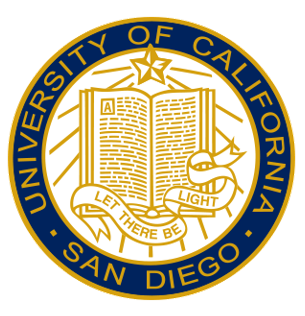 UNIVERSITY OF CALIFORNIA
A
LET THERE BE LIGHT
· SAN DIEGO ·